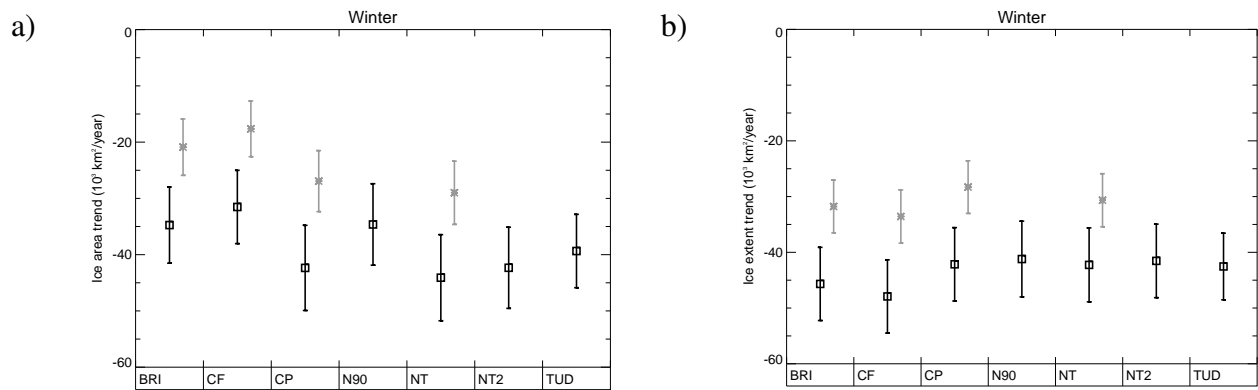 a)
Winter
0
-20
-40
-60
Ice area trend (10³ km²/year)
BRI CF CP N90 NT NT2 TUD
b)
Winter
0
-20
-40
-60
Ice extent trend (10³ km²/year)
BRI CF CP N90 NT NT2 TUD